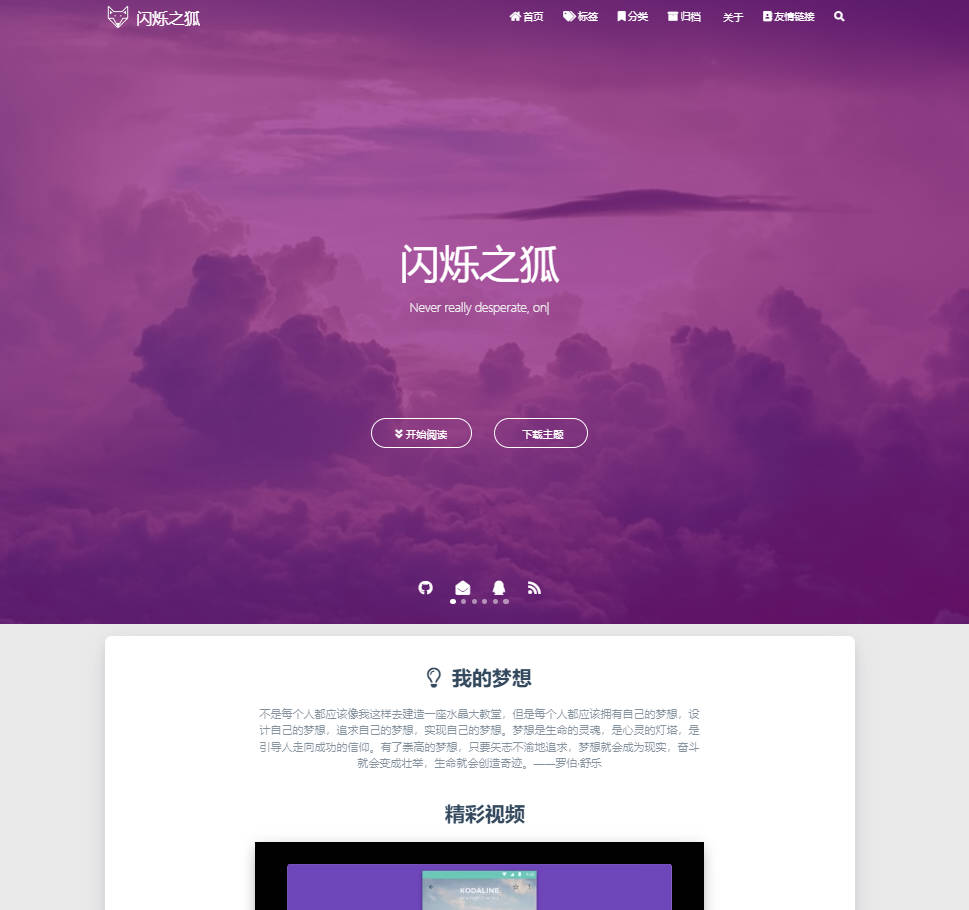 闪烁之狐
首页 标签 分类 归档 关于 友情链接
闪烁之狐
Never really desperate, on|
开始阅读 下载主题
我的梦想
不是每个人都应该像我这样去建造一座水晶大教堂，但是每个人都应该拥有自己的梦想，设
计自己的梦想，追求自己的梦想，实现自己的梦想。梦想是生命的灵魂，是心灵的灯塔，是
引导人走向成功的信仰。有了崇高的梦想，只要矢志不渝地追求，梦想就会成为现实，奋斗
就会变成壮举，生命就会创造奇迹。——罗伯·舒乐
精彩视频
KODALINE